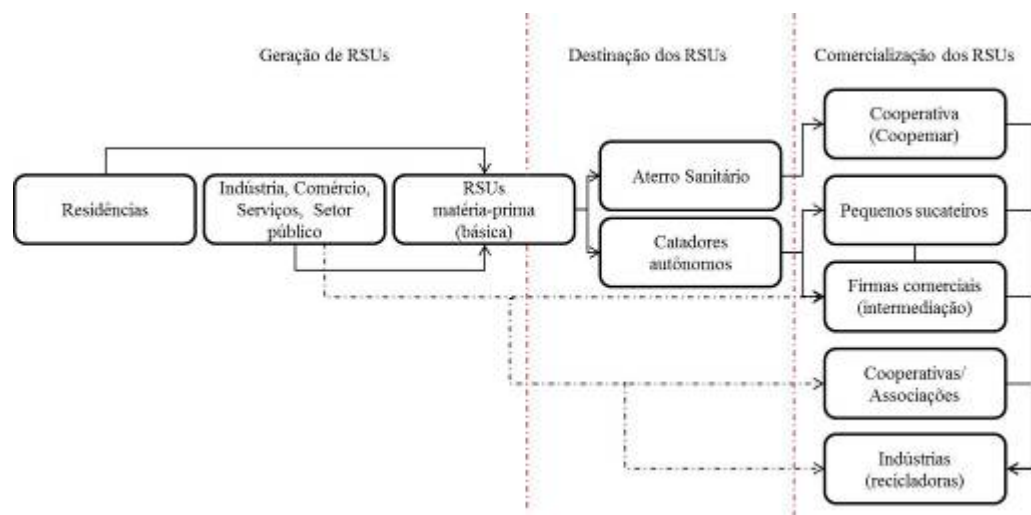 Geração de RSUs
Destinação dos RSUs
Comercialização dos RSUs
Residências
Indústria, Comércio,
Serviços, Setor
público
RSUs
matéria-prima
(básica)
Aterro Sanitário
Catadores
autônomos
Cooperativa
(Coopemar)
Pequenos sucateiros
Firmas comerciais
(intermediação)
Cooperativas/
Associações
Indústrias
(recicladoras)